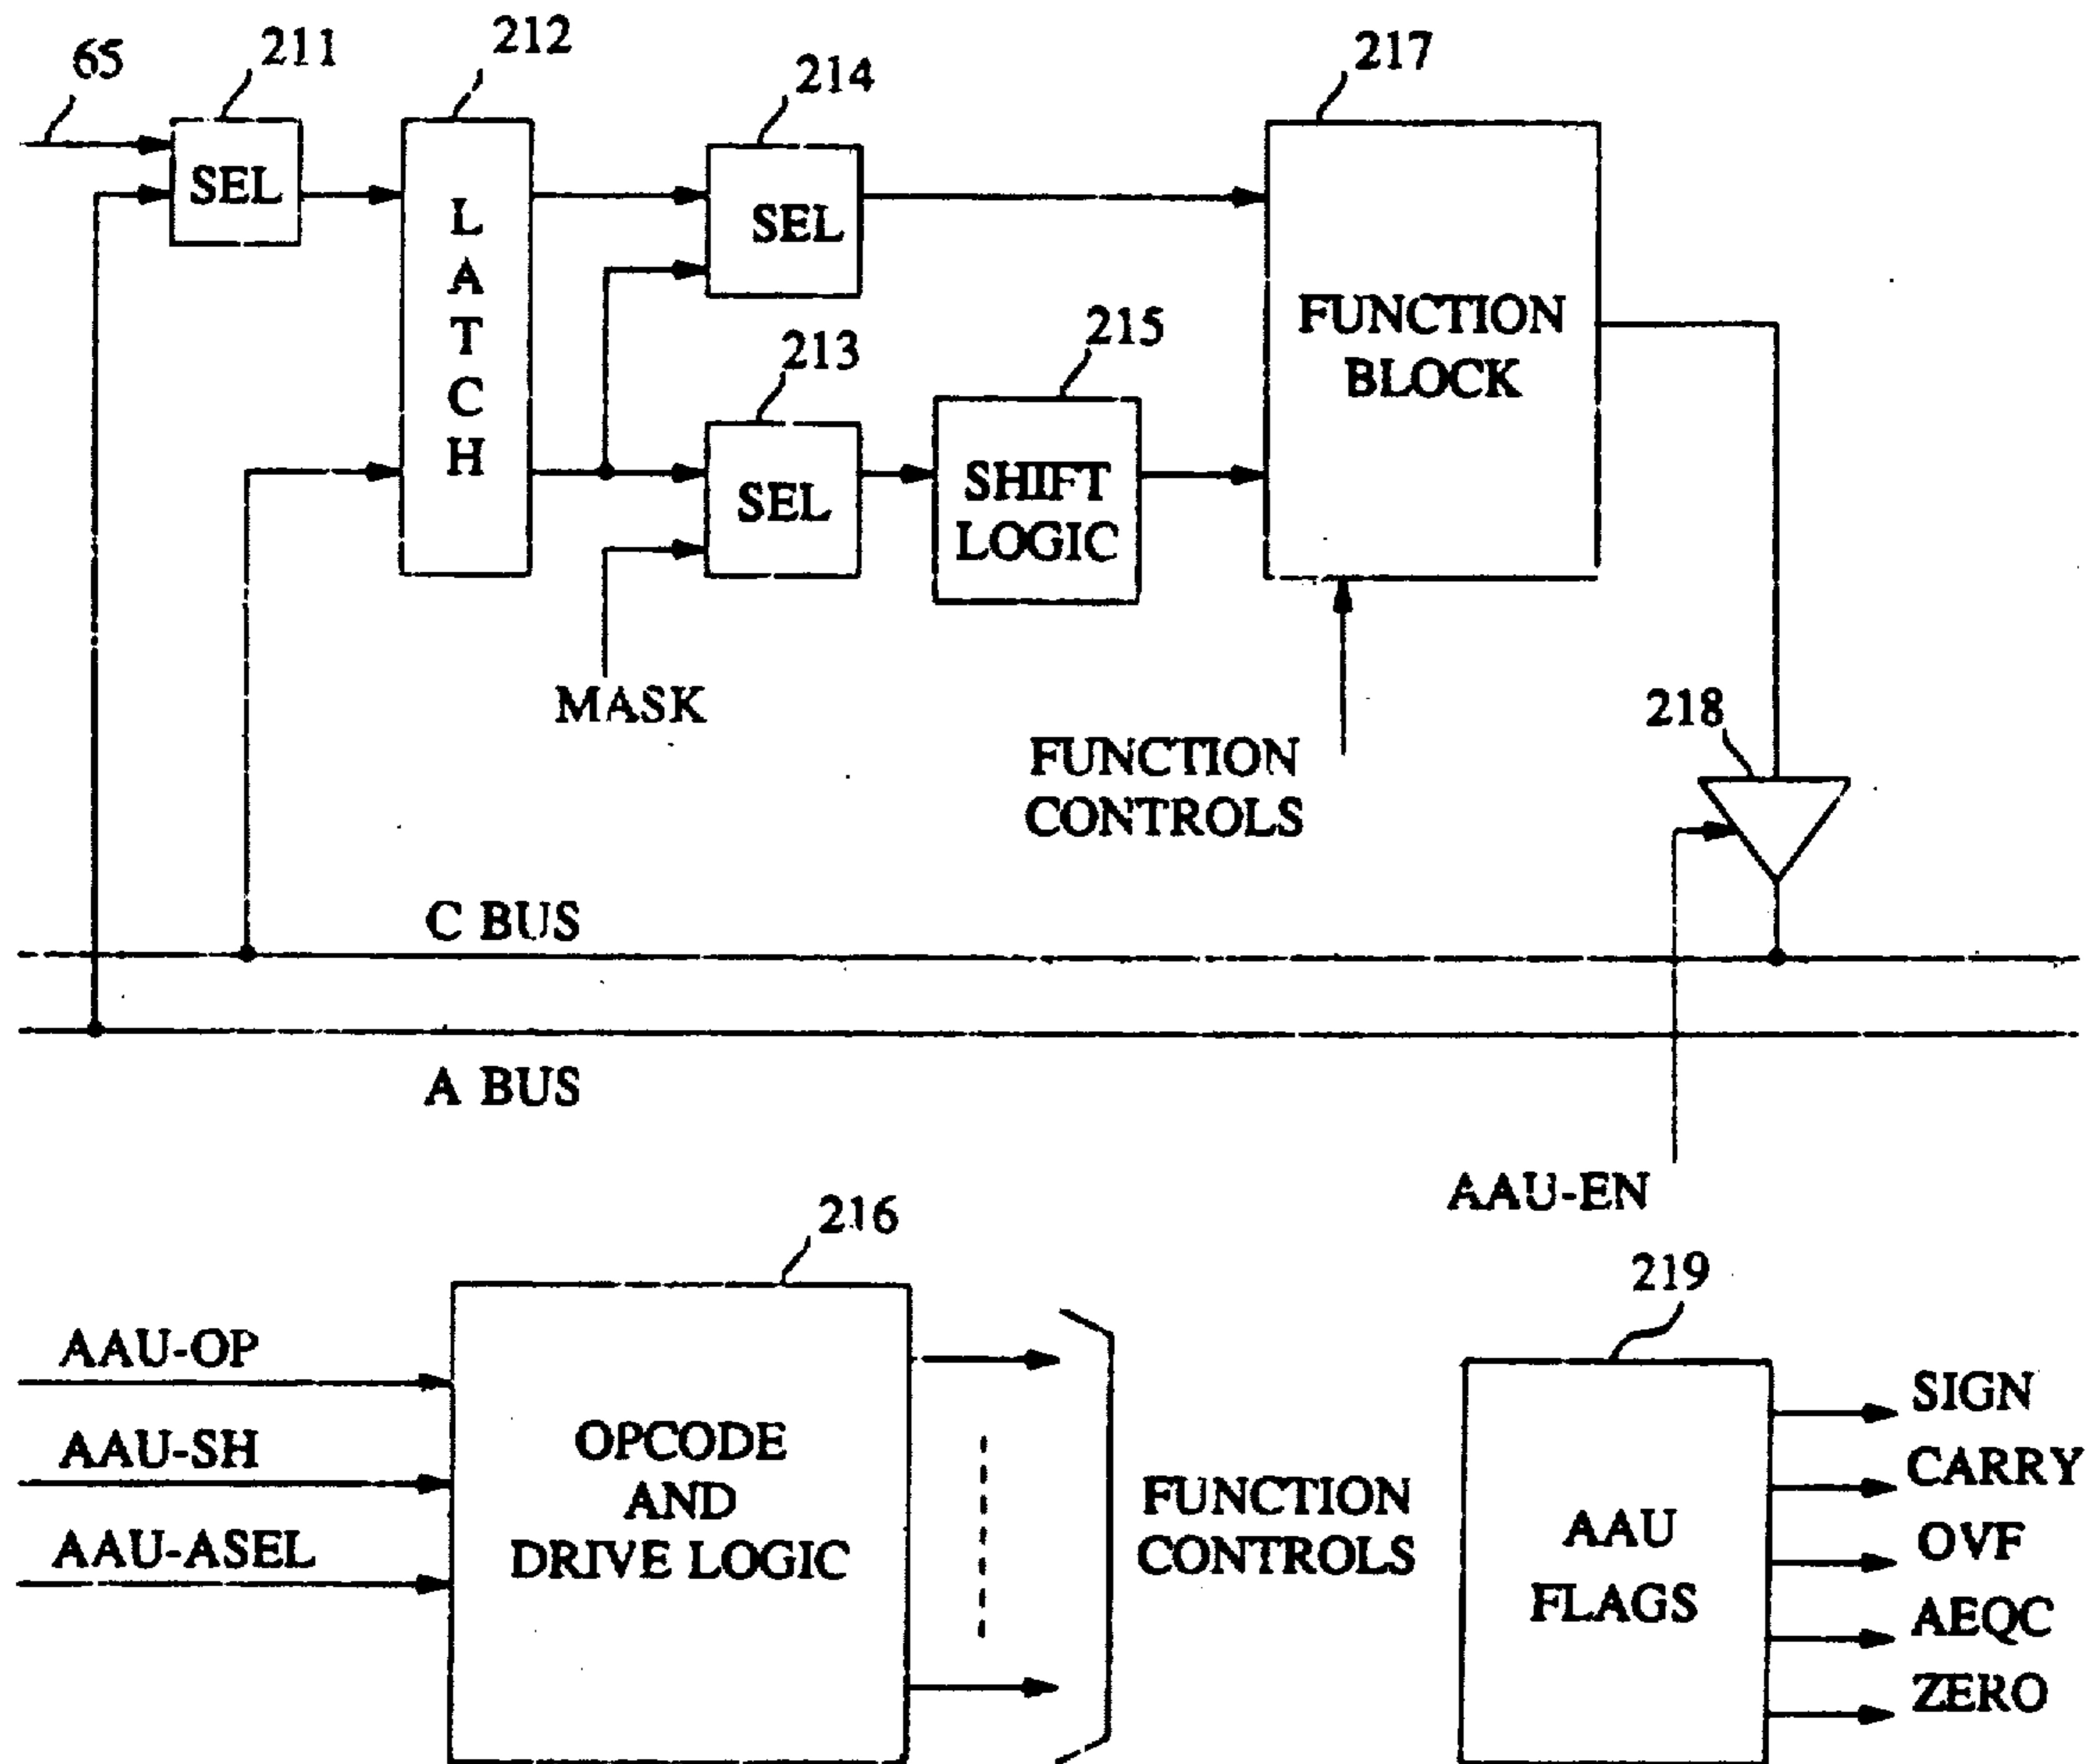 65
211
212
214
217
SEL
LATCH
SEL
FUNCTION
BLOCK
213
215
SEL
SHIFT
LOGIC
MASK
218
FUNCTION
CONTROLS
C BUS
A BUS
AAU-EN
216
219
AAU-OP
AAU-SH
AAU-ASEL
OPCODE
AND
DRIVE LOGIC
FUNCTION
CONTROLS
AAU
FLAGS
SIGN
CARRY
OVF
AEQC
ZERO